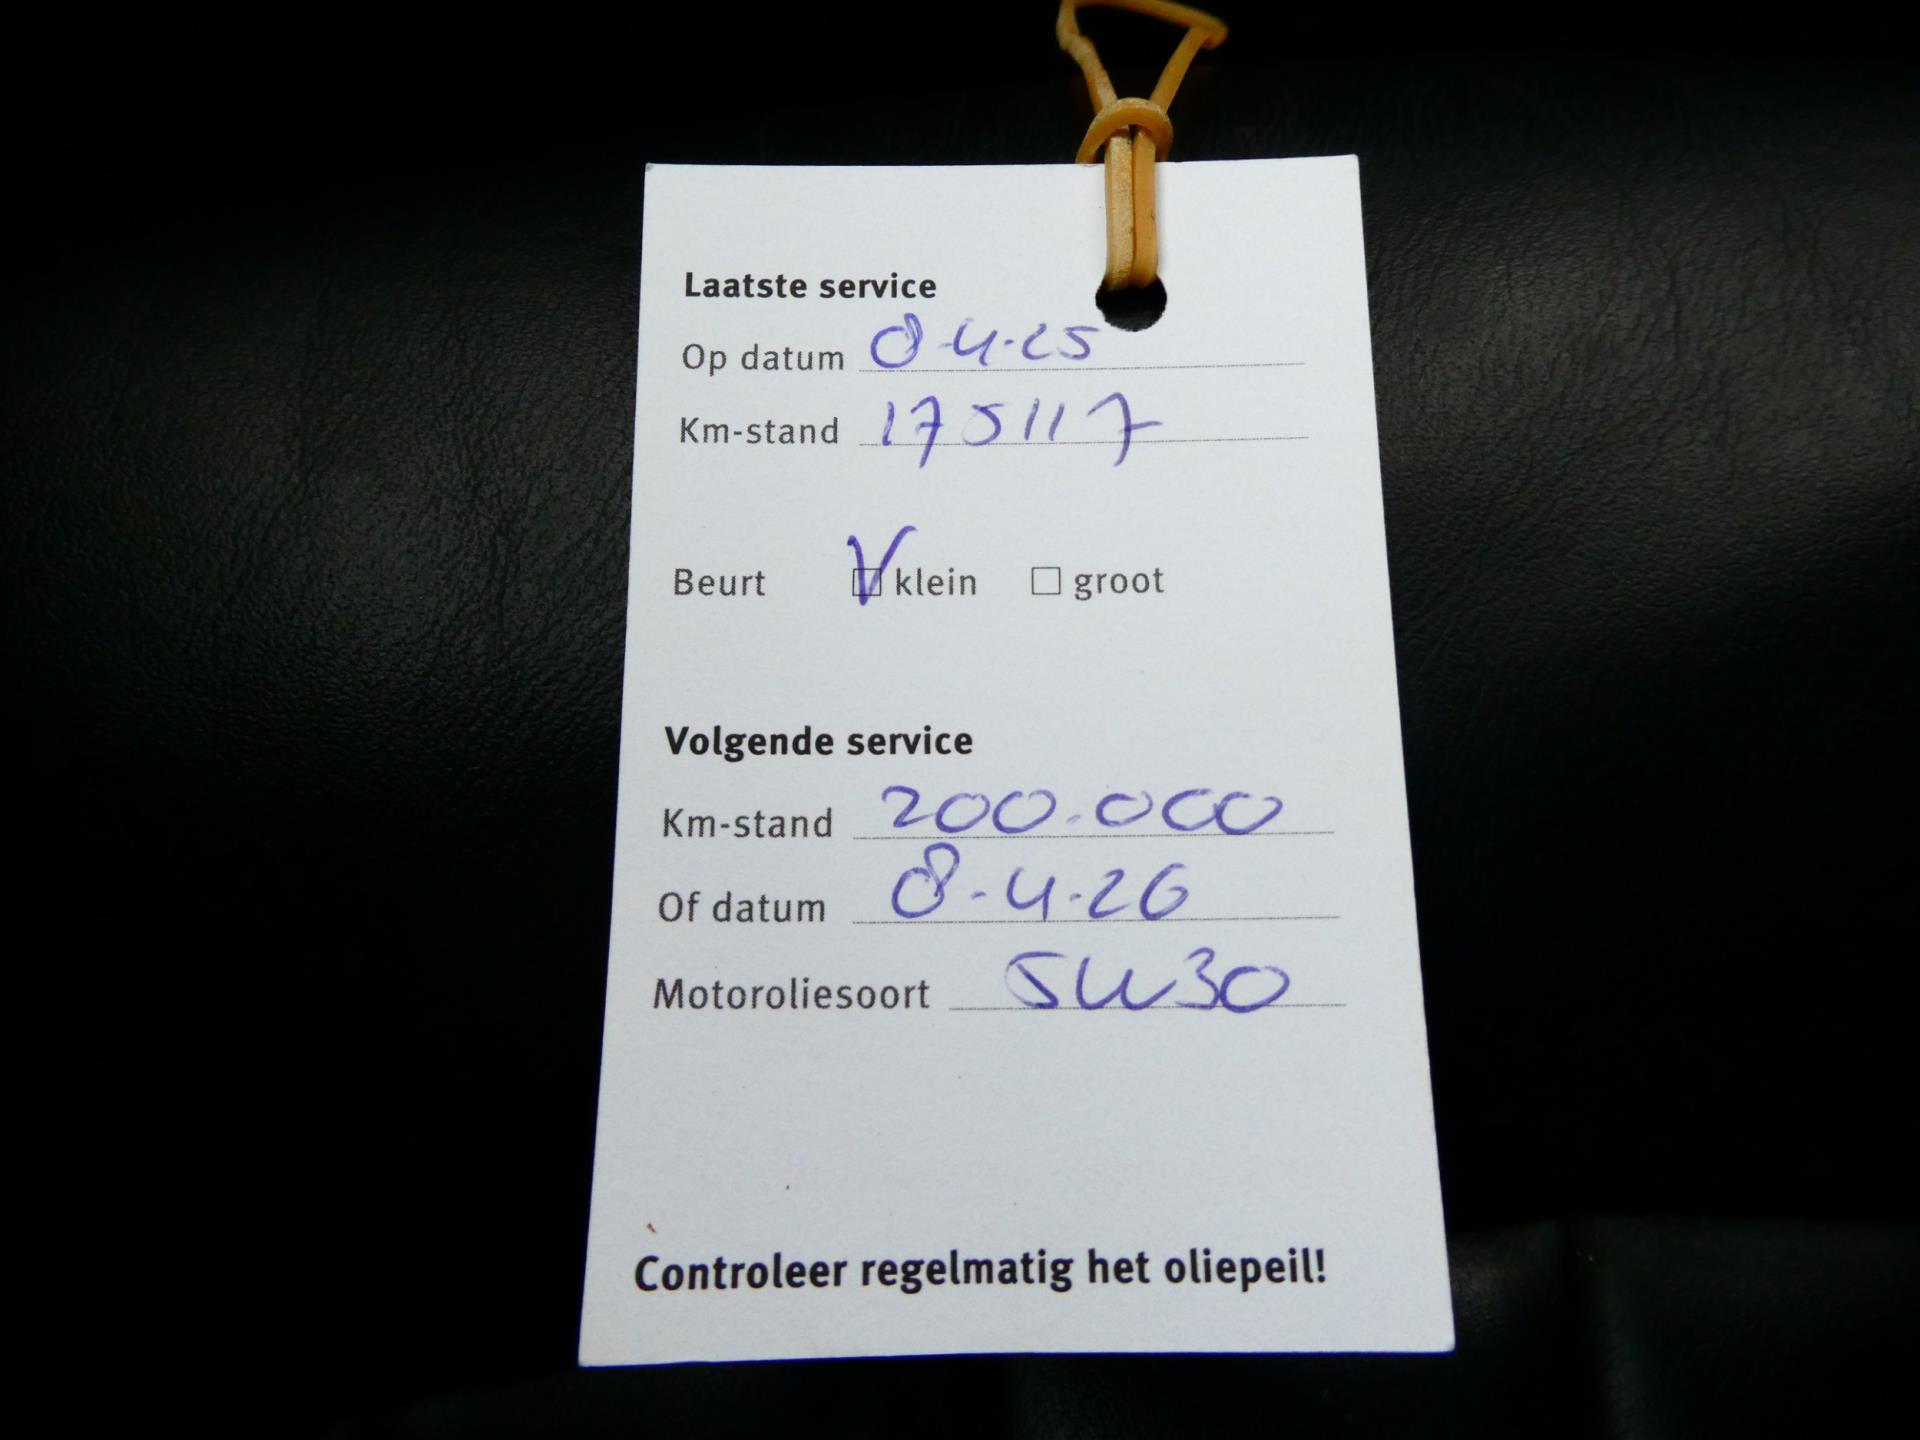 Laatste service
Op datum 8-4-25
Km-stand 175117
Beurt klein groot
Volgende service
Km-stand 200.000
Of datum 8-4-26
Motoroliesoort 5W30
Controleer regelmatig het oliepeil!